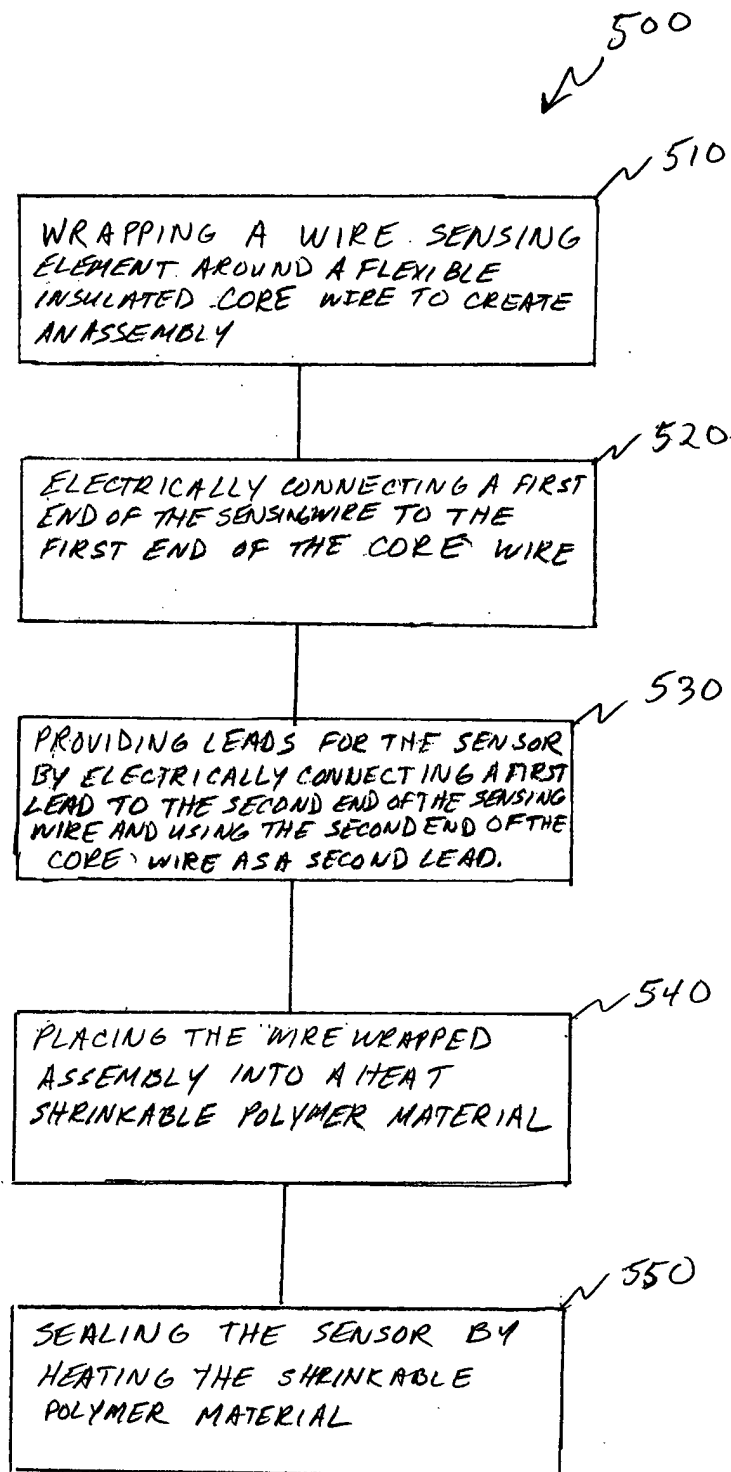 500
510
WRAPPING A WIRE SENSING
ELEMENT AROUND A FLEXIBLE
INSULATED CORE WIRE TO CREATE
AN ASSEMBLY
520
ELECTRICALLY CONNECTING A FIRST
END OF THE SENSING WIRE TO THE
FIRST END OF THE CORE WIRE
530
PROVIDING LEADS FOR THE SENSOR
BY ELECTRICALLY CONNECTING A FIRST
LEAD TO THE SECOND END OF THE SENSING
WIRE AND USING THE SECOND END OF THE
CORE WIRE AS A SECOND LEAD.
540
PLACING THE WIRE WRAPPED
ASSEMBLY INTO A HEAT
SHRINKABLE POLYMER MATERIAL
550
SEALING THE SENSOR BY
HEATING THE SHRINKABLE
POLYMER MATERIAL